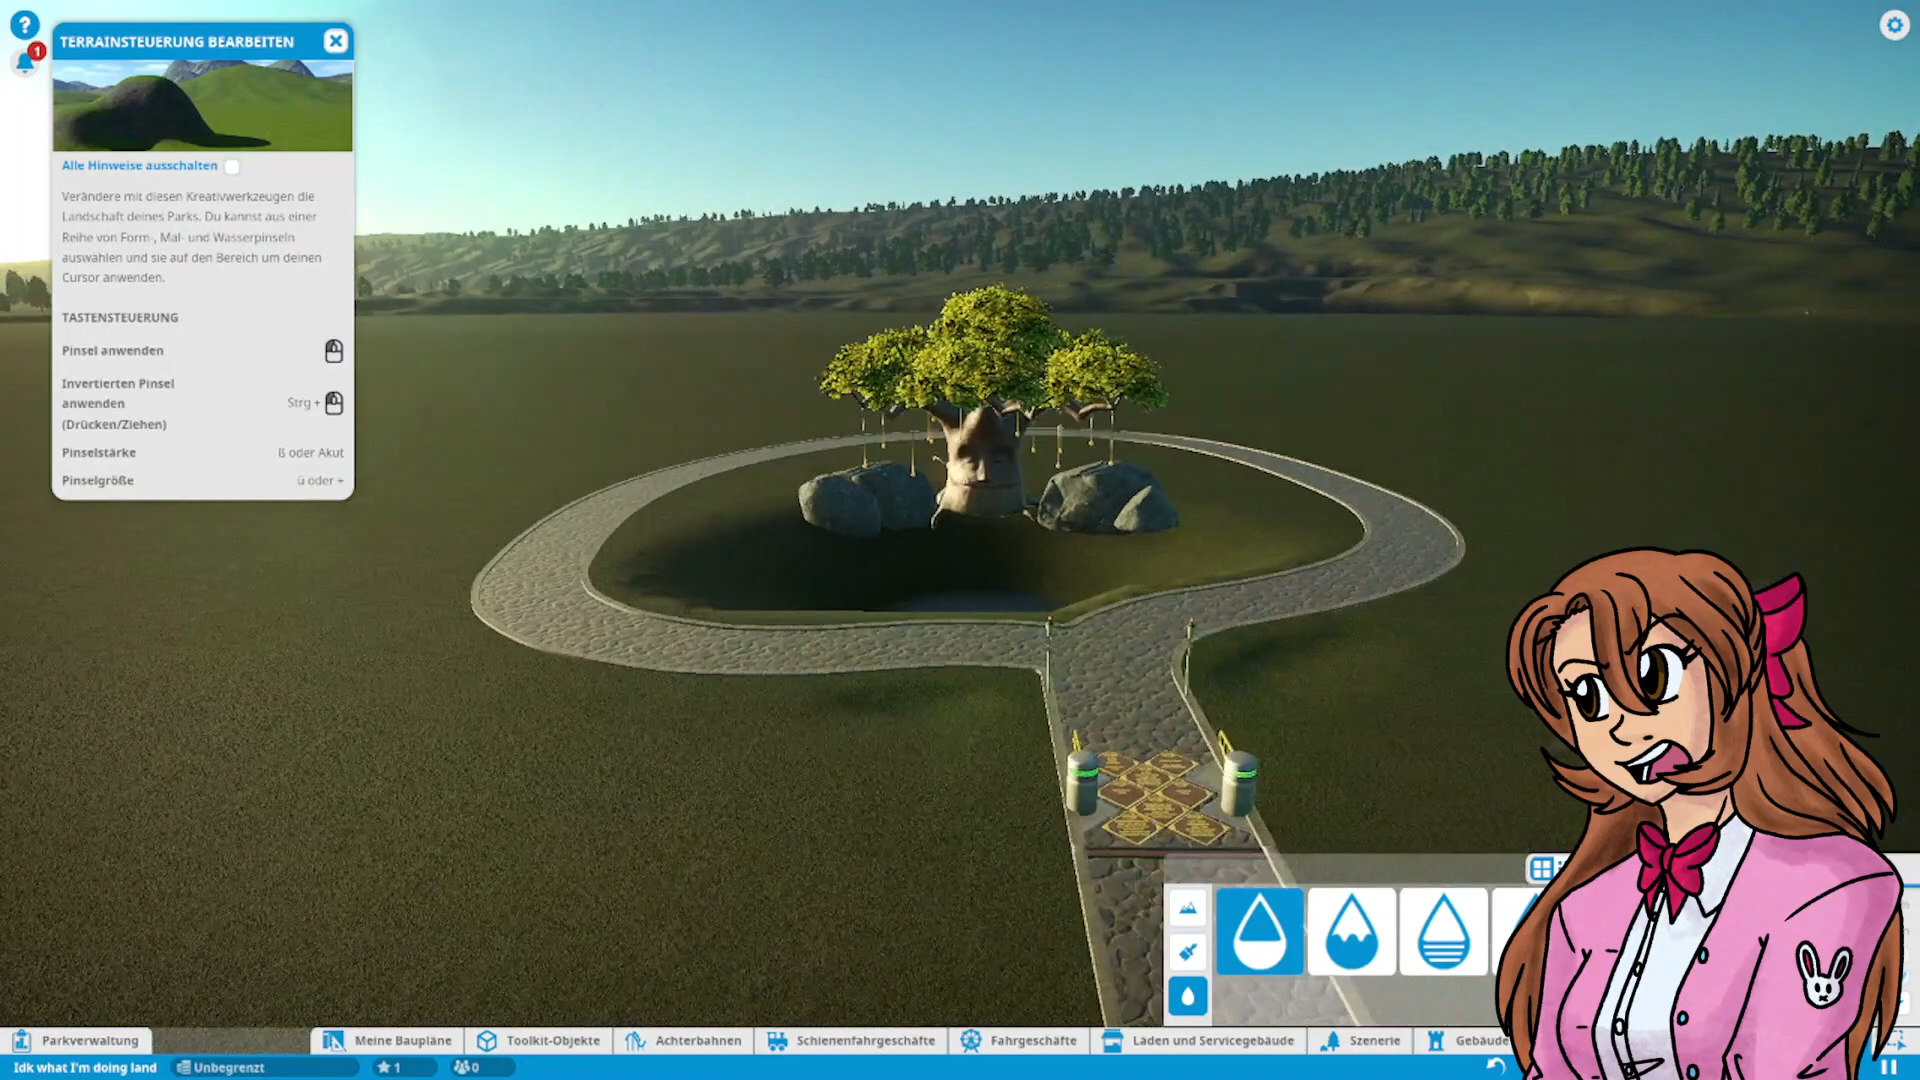 ?
1
TERRAINSTEUERUNG BEARBEITEN
Alle Hinweise ausschalten
Verändere mit diesen Kreativwerkzeugen die
Landschaft deines Parks. Du kannst aus einer
Reihe von Form-, Mal- und Wasserpinseln
auswählen und sie auf den Bereich um deinen
Cursor anwenden.
TASTENSTEUERUNG
Pinsel anwenden
Invertierten Pinsel
anwenden
(Drücken/Ziehen)
Strg +
Pinselstärke
ß oder Akut
Pinselgröße
ü oder +
Parkverwaltung
Meine Baupläne
Toolkit-Objekte
Achterbahnen
Schienenfahrgeschäfte
Fahrgeschäfte
Läden und Servicegebäude
Szenerie
Gebäude
Idk what I'm doing land
Unbegrenzt
1
0